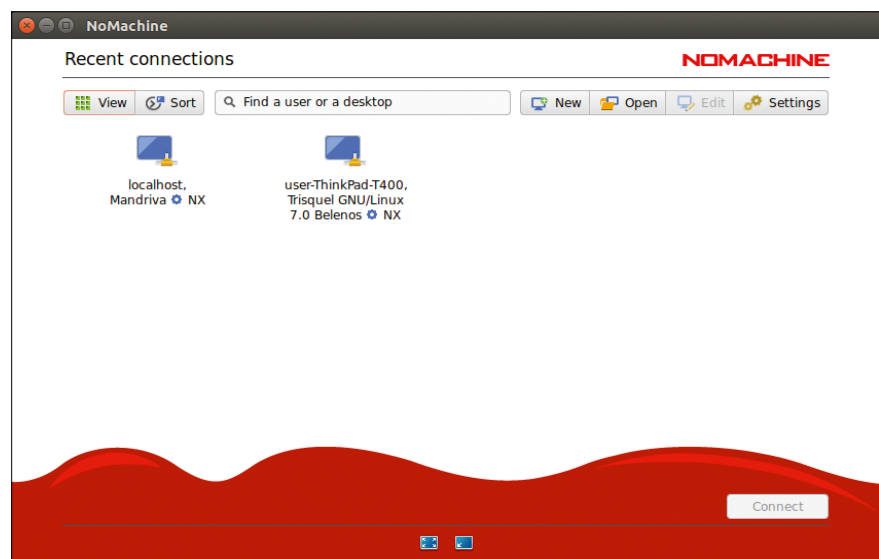 NoMachine
Recent connections
NOMACHINE
View Sort Find a user or a desktop New Open Edit Settings
localhost,
Mandriva NX
user-ThinkPad-T400,
Trisquel GNU/Linux
7.0 Belenos NX
Connect